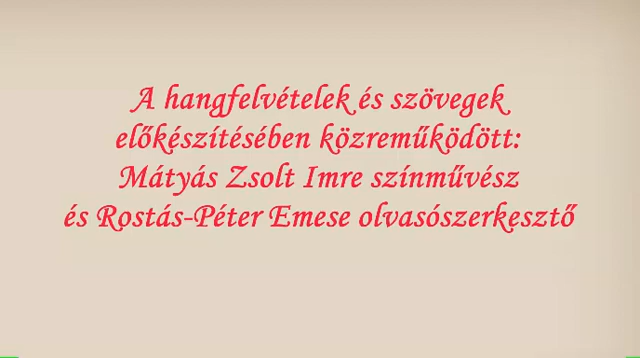 A hangfelvételek és szövegek
előkészítésében közreműködött:
Mátyás Zsolt Imre színművész
és Rostás-Péter Emese olvasószerkesztő